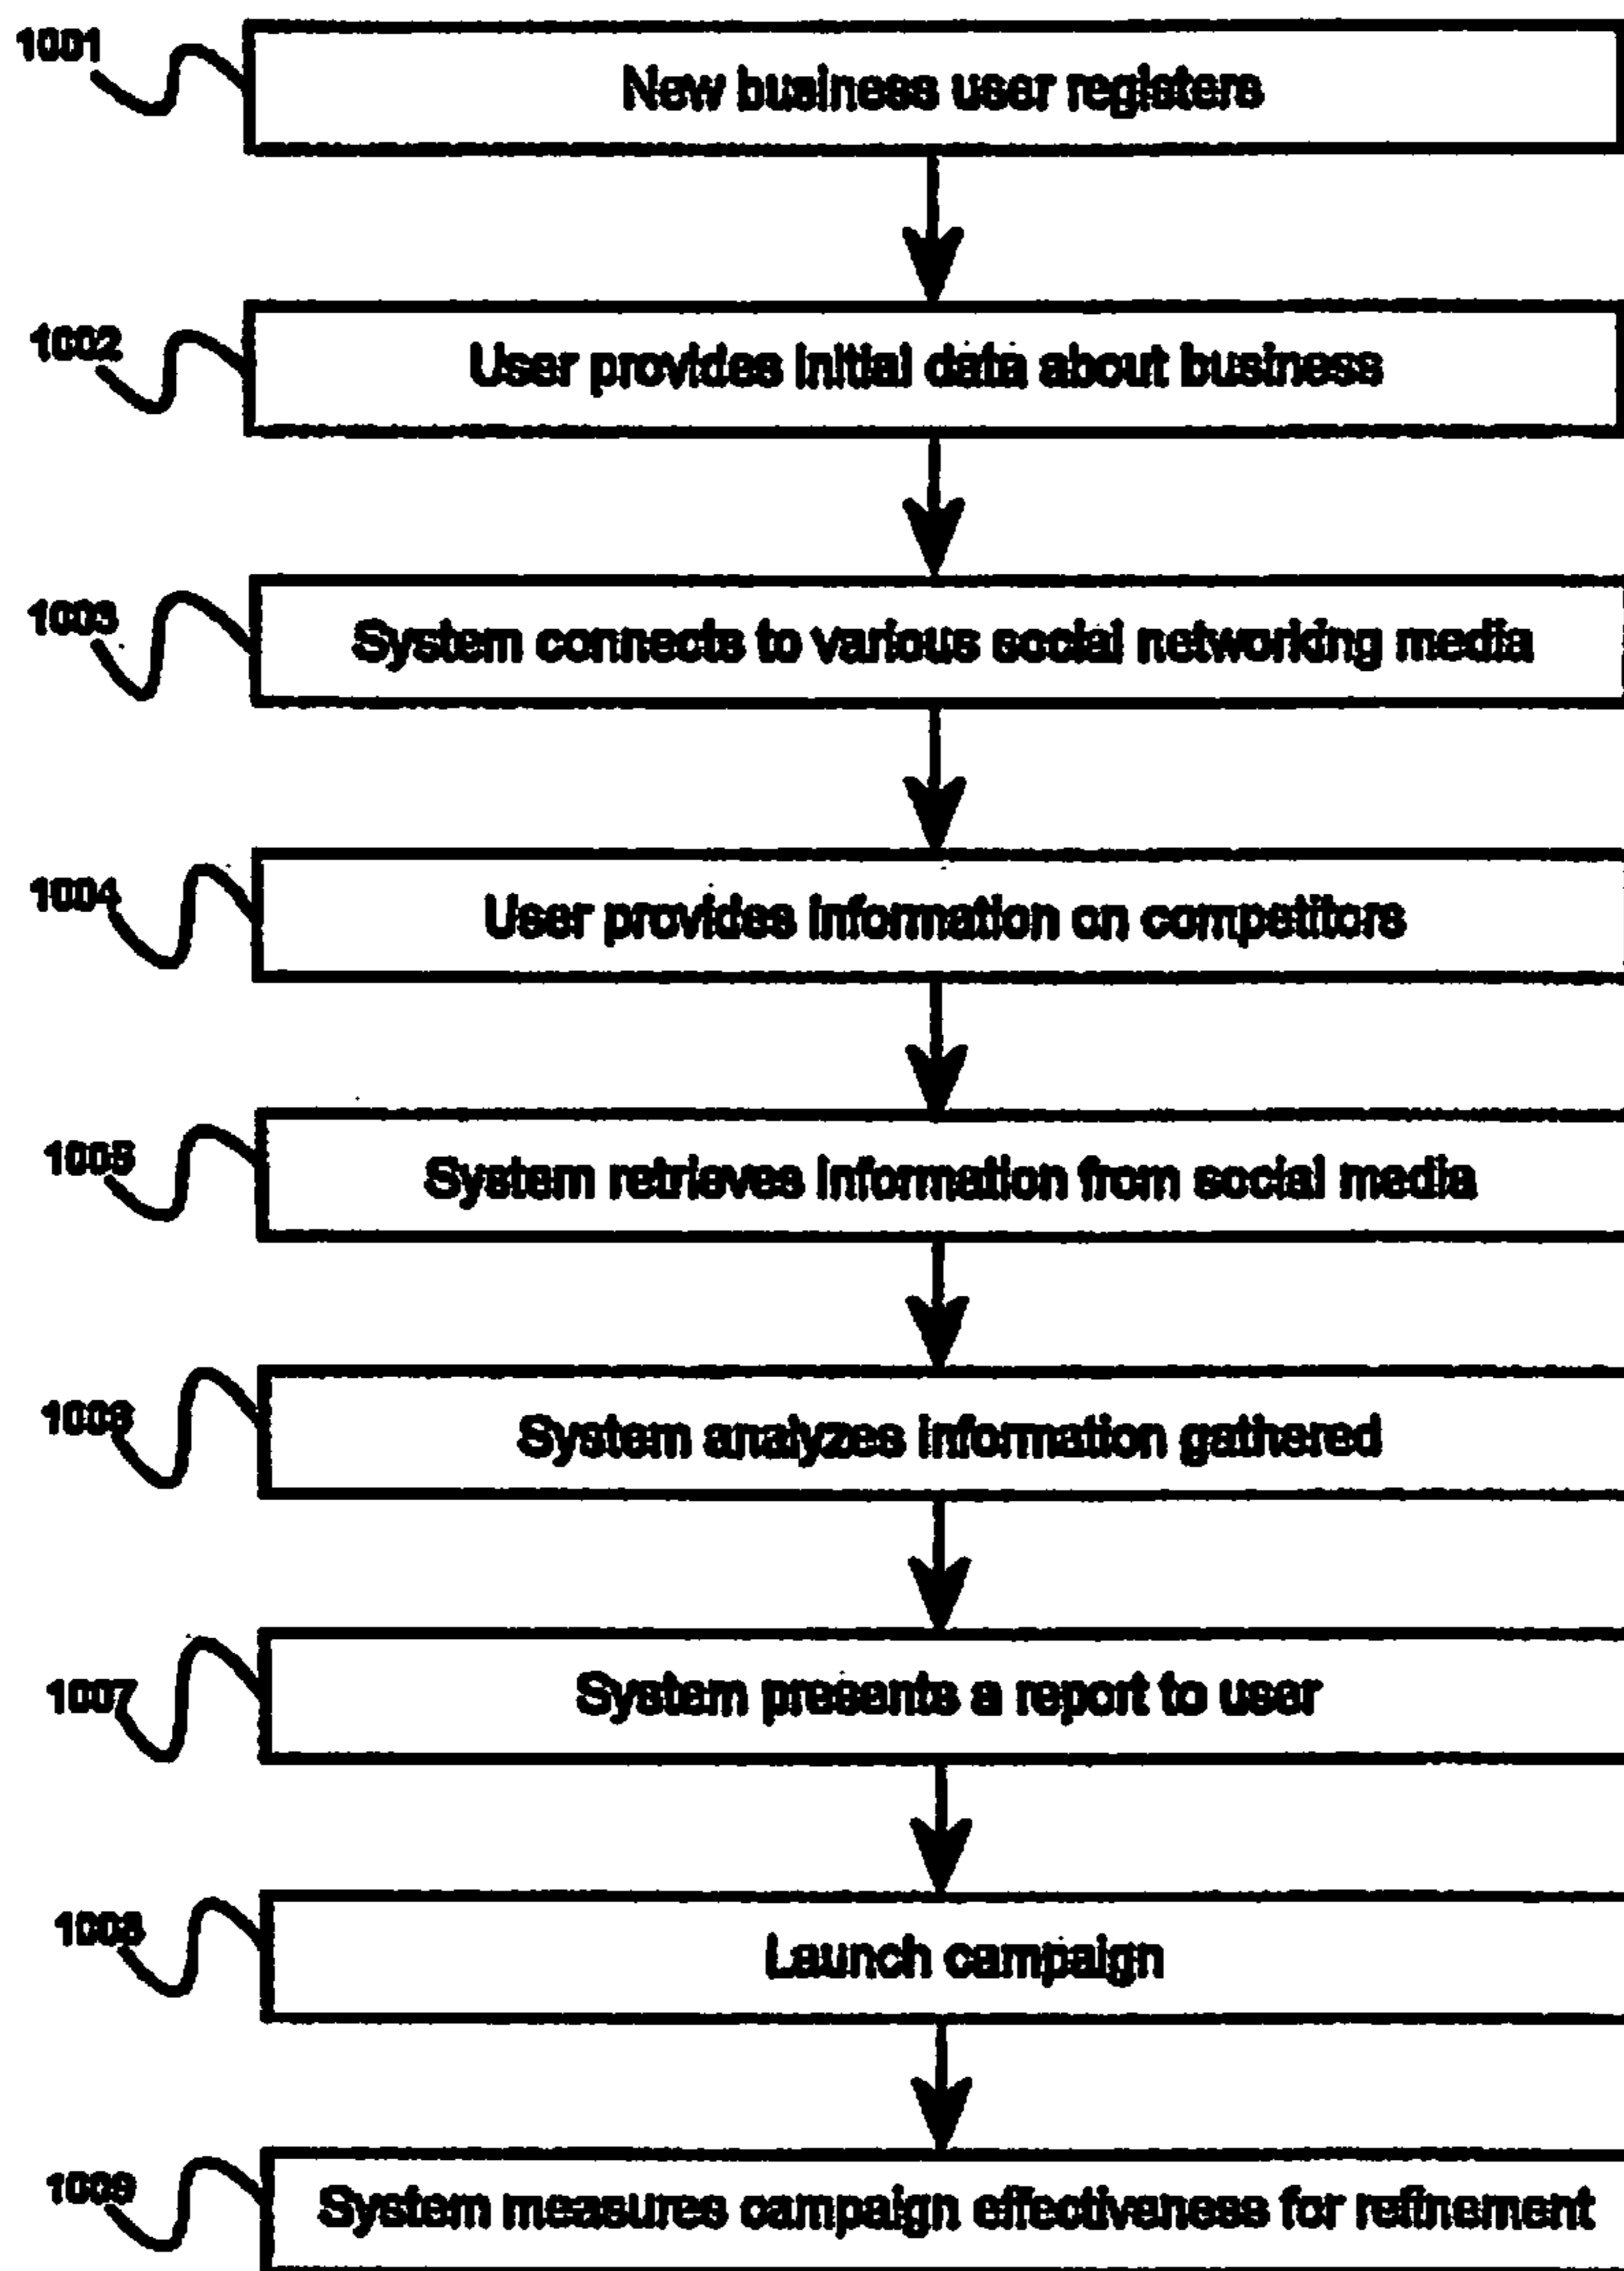 1001
New business user registers
1002
User provides initial data about business
1003
System connects to various social networking media
1004
User provides information on competitors
1005
System retrieves information from social media
1006
System analyzes information gathered
1007
System presents a report to user
1008
Launch campaign
1009
System measures campaign effectiveness for refinement